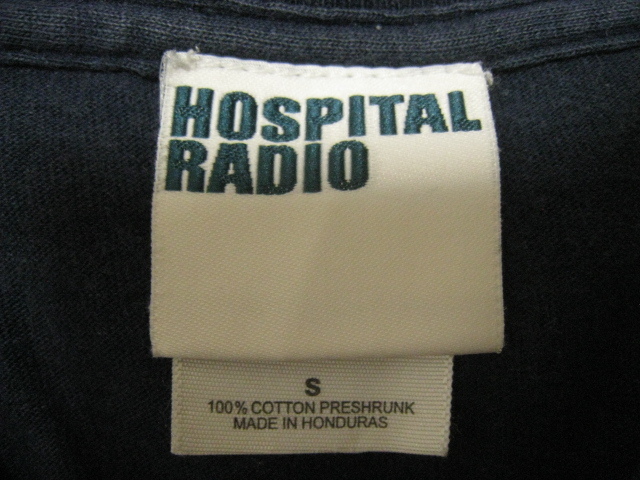 HOSPITAL
RADIO
S
100% COTTON PRESHRUNK
MADE IN HONDURAS